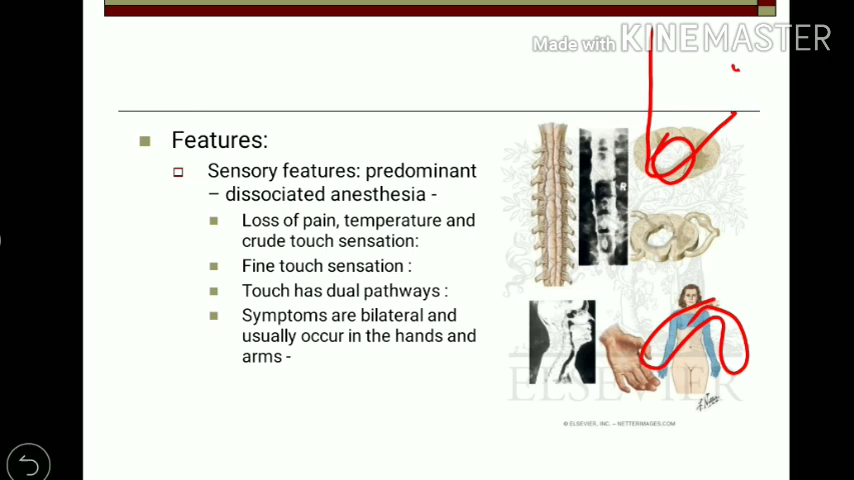 Made with KINEMASTER
Features:
Sensory features: predominant
– dissociated anesthesia -
Loss of pain, temperature and
crude touch sensation:
Fine touch sensation :
Touch has dual pathways :
Symptoms are bilateral and
usually occur in the hands and
arms -
R
ELSEVIER
© ELSEVIER, INC. – NETTERIMAGES.COM